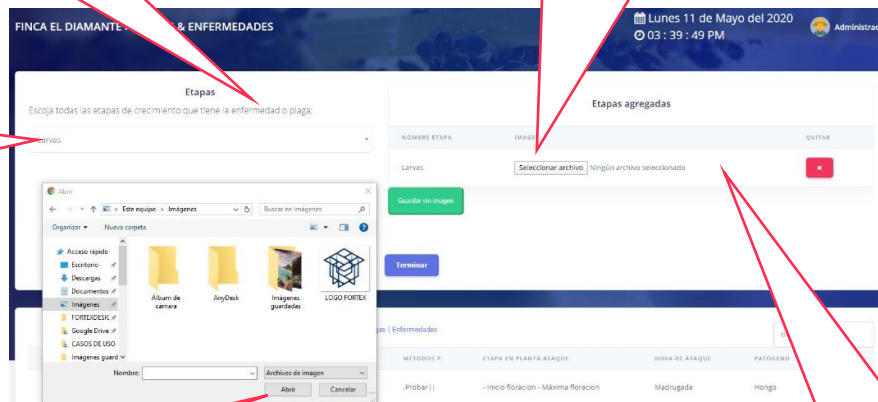 FINCA EL DIAMANTE
& ENFERMEDADES
Lunes 11 de Mayo del 2020
03 : 39 : 49 PM
Etapas
Escoja todas las etapas de crecimiento que tiene la enfermedad o plaga:
Larvas
Etapas agregadas
NOMBRE ETAPA
QUITAR
Larvas
Seleccionar archivo Ningún archivo seleccionado
Guardar sin imagen
Terminar
Abrir
Este equipo > Imágenes
Buscar en Imágenes
Organizar
Nueva carpeta
Acceso rápido
Escritorio
Descargas
Documentos
Imágenes
FORTEXDESK
Google Drive
CASOS DE USO
Imágenes guard
Álbum de cámara
AnyDesk
Imágenes guardadas
LOGO FORTEX
Nombre:
Archivos de imagen
Abrir
Cancelar
| Enfermedades
METODOS P.
ETAPA EN PLANTA ATAQUE
HORA DE ATAQUE
PATOGENO
.Probar||
- Inicio floracion - Máxima floracion
Madrugada
Hongo